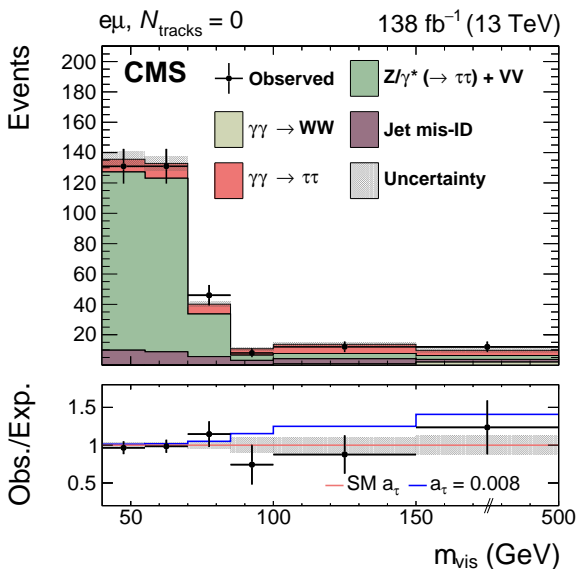 eμ, N_tracks = 0 138 fb⁻¹ (13 TeV)
CMS
Observed
Z/γ* (→ ττ) + VV
γγ → WW
Jet mis-ID
γγ → ττ
Uncertainty
Events
200
180
160
140
120
100
80
60
40
20
Obs./Exp.
1.5
1
0.5
SM a_τ
a_τ = 0.008
50 100 150 500
m_vis (GeV)